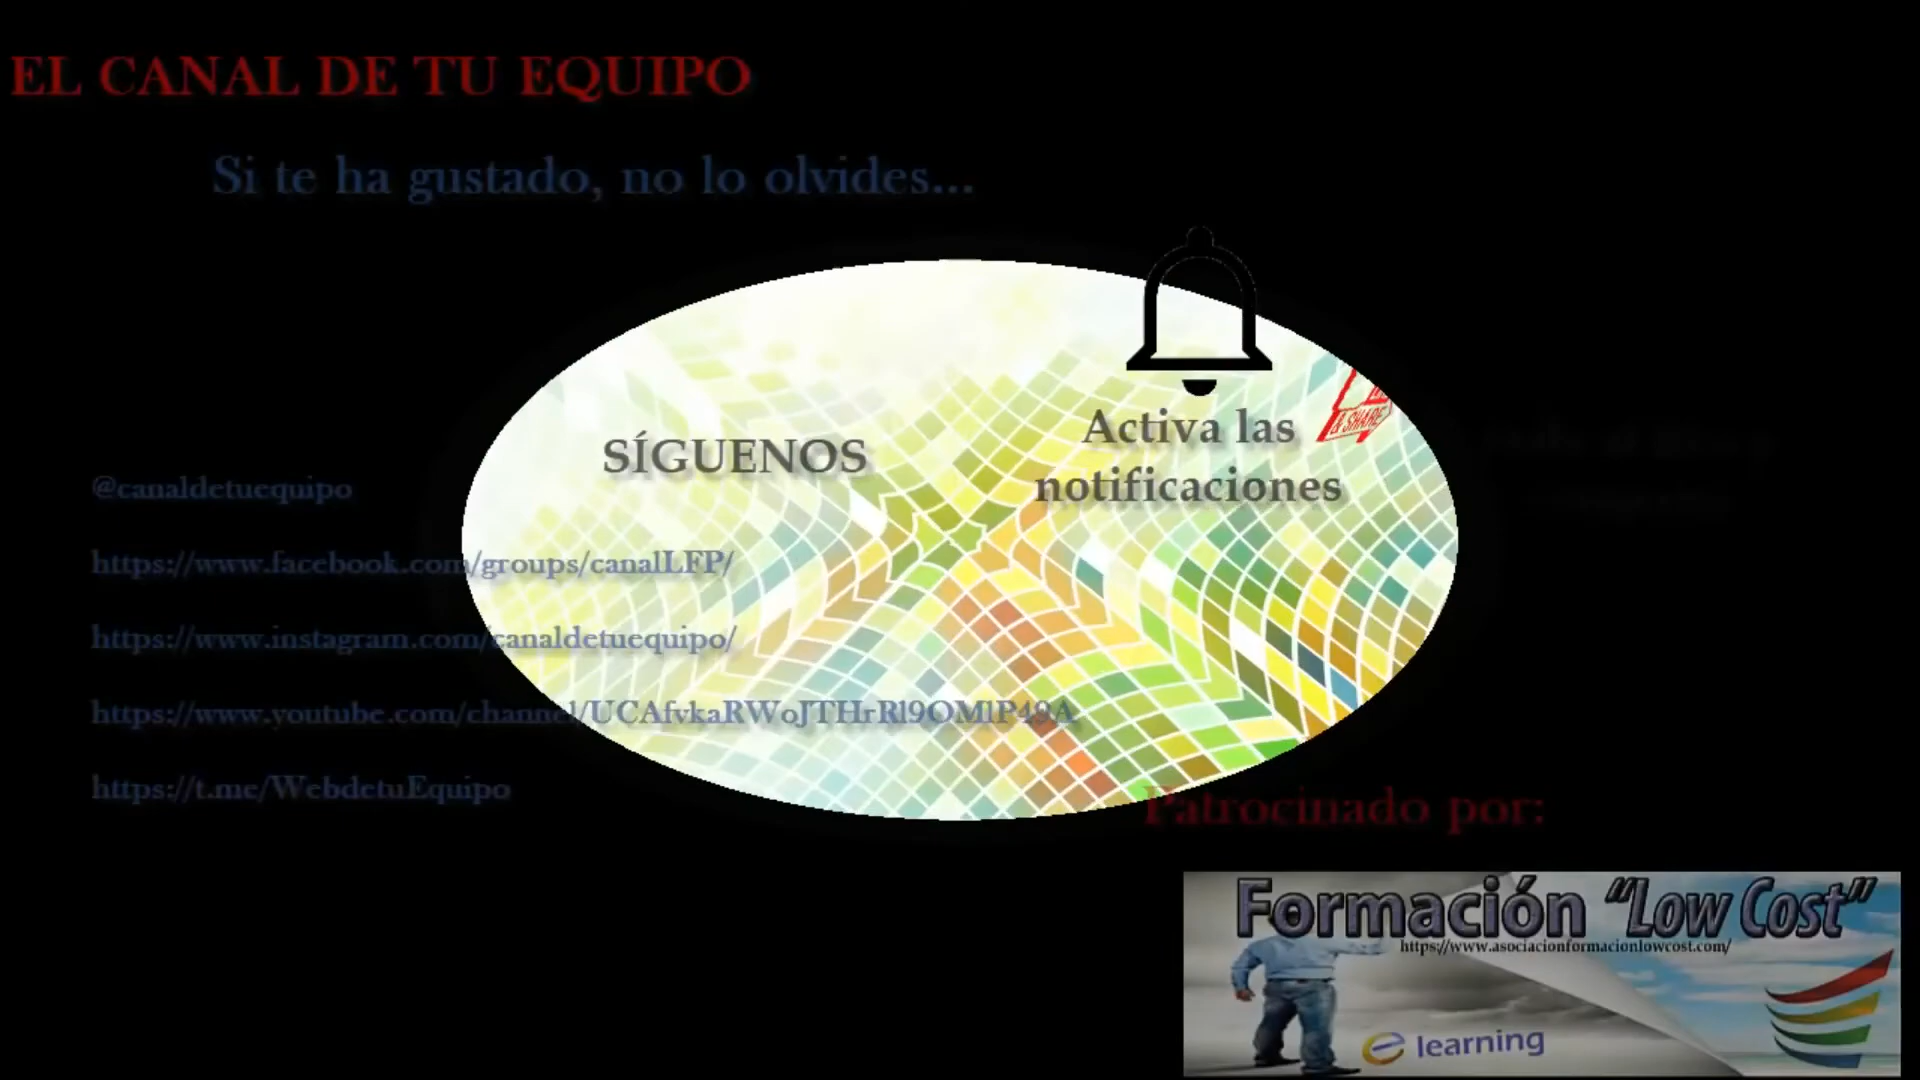 EL CANAL DE TU EQUIPO
Si te ha gustado, no lo olvides...
SÍGUENOS
Activa las
notificaciones
& SHARE
@canaldetuequipo
https://www.facebook.com/groups/canalLFP/
https://www.instagram.com/canaldetuequipo/
https://www.youtube.com/channel/UCAfvkaRWoJTHrRl9OMlP49A
https://t.me/WebdetuEquipo
Patrocinado por:
Formación "Low Cost"
https://www.asociacionformacionlowcost.com/
e learning